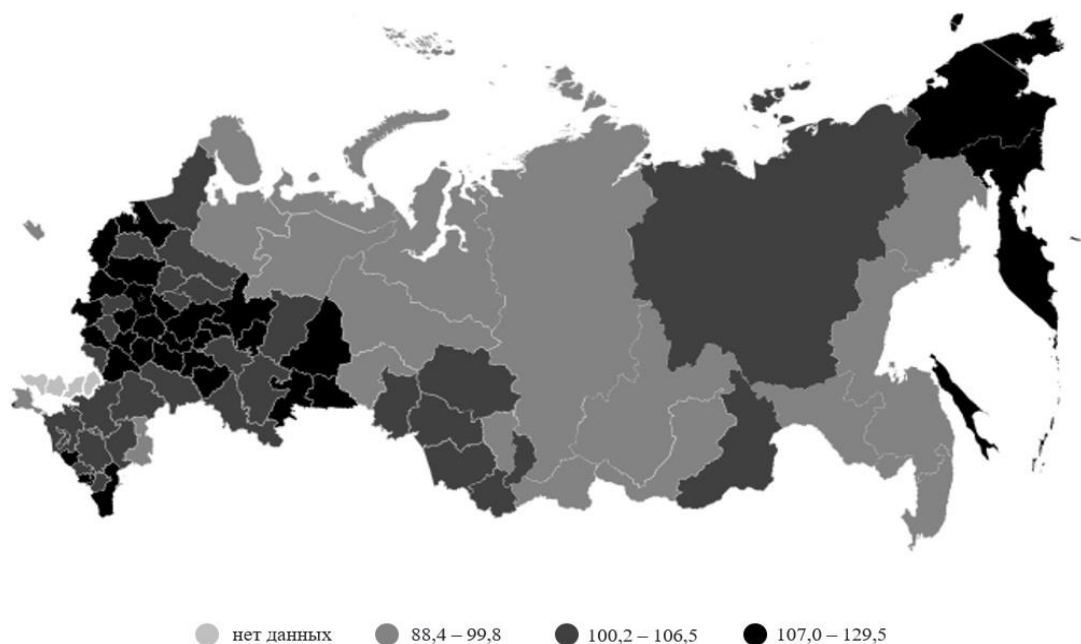 нет данных 88,4 – 99,8 100,2 – 106,5 107,0 – 129,5